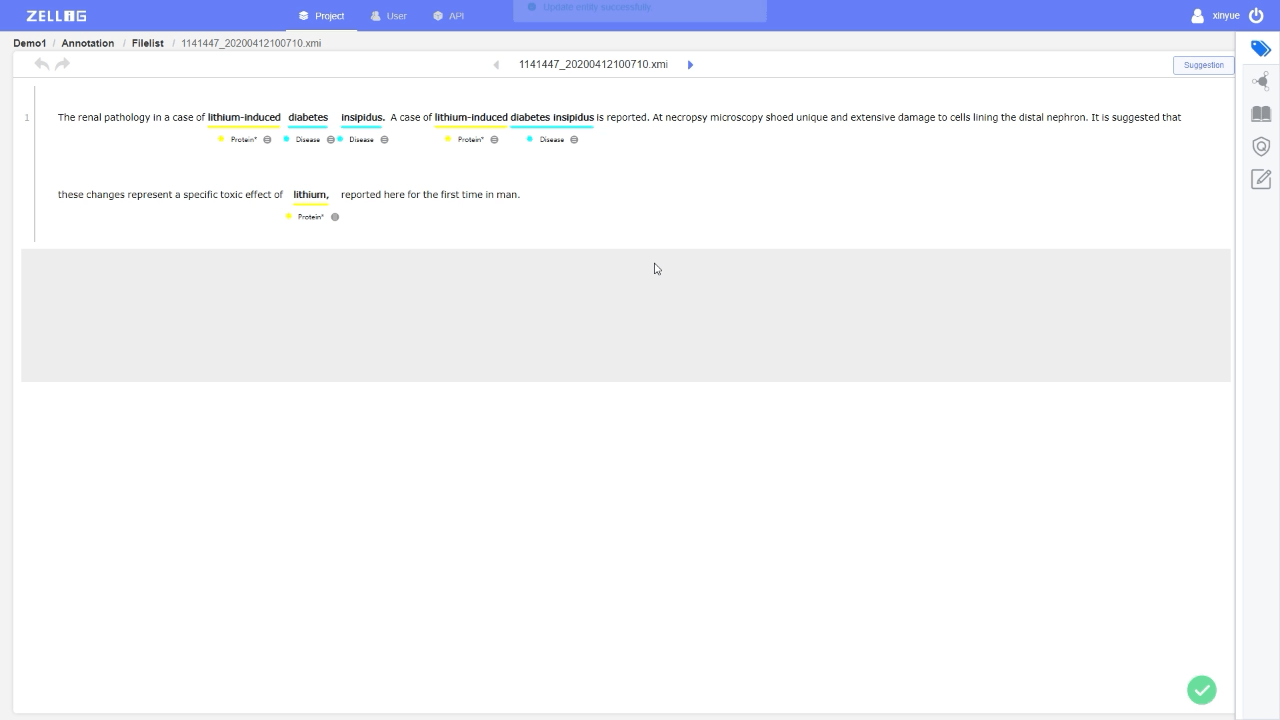 ZELLIG
Project
User
API
Update entity successfully
xinyue
Demo1 / Annotation / Filelist / 1141447_20200412100710.xmi
1141447_20200412100710.xmi
Suggestion
1
The renal pathology in a case of lithium-induced diabetes insipidus. A case of lithium-induced diabetes insipidus is reported. At necropsy microscopy shoed unique and extensive damage to cells lining the distal nephron. It is suggested that
Protein* Disease Disease Protein* Disease
these changes represent a specific toxic effect of lithium, reported here for the first time in man.
Protein*